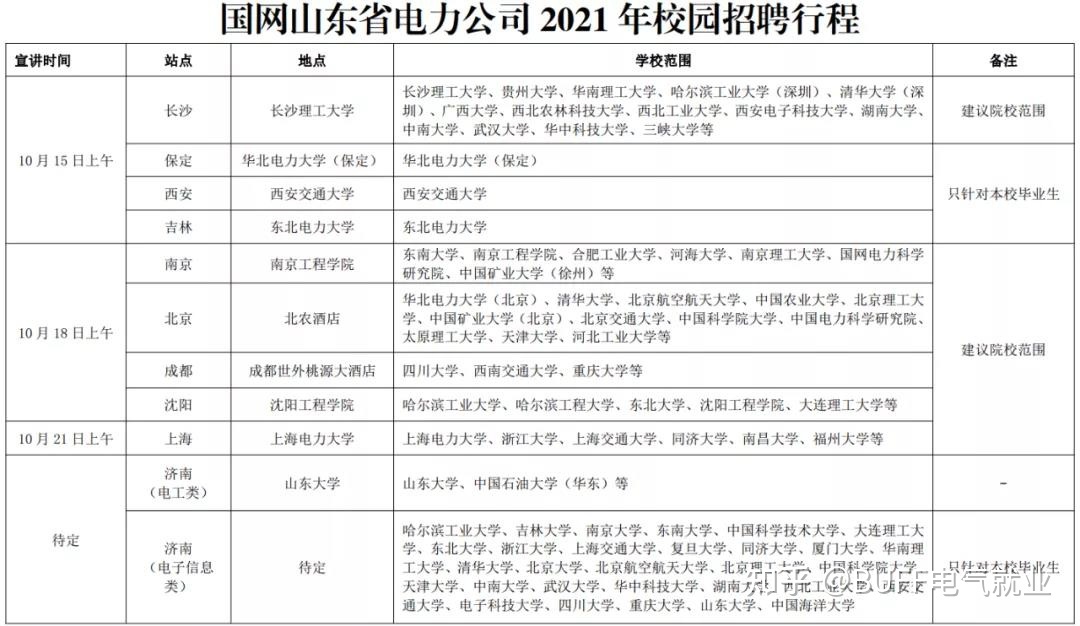 国网山东省电力公司 2021 年校园招聘行程
宣讲时间 站点 地点 学校范围 备注
10 月 15 日上午
长沙 长沙理工大学
长沙理工大学、贵州大学、华南理工大学、哈尔滨工业大学（深圳）、清华大学（深
圳）、广西大学、西北农林科技大学、西北工业大学、西安电子科技大学、湖南大学、
中南大学、武汉大学、华中科技大学、三峡大学等
建议院校范围
保定 华北电力大学（保定） 华北电力大学（保定）
西安 西安交通大学 西安交通大学
只针对本校毕业生
吉林 东北电力大学 东北电力大学
10 月 18 日上午
南京 南京工程学院
东南大学、南京工程学院、合肥工业大学、河海大学、南京理工大学、国网电力科学
研究院、中国矿业大学（徐州）等
北京 北农酒店
华北电力大学（北京）、清华大学、北京航空航天大学、中国农业大学、北京理工大
学、中国矿业大学（北京）、北京交通大学、中国科学院大学、中国电力科学研究院、
太原理工大学、天津大学、河北工业大学等
建议院校范围
成都 成都世外桃源大酒店 四川大学、西南交通大学、重庆大学等
沈阳 沈阳工程学院 哈尔滨工业大学、哈尔滨工程大学、东北大学、沈阳工程学院、大连理工大学等
10 月 21 日上午 上海 上海电力大学 上海电力大学、浙江大学、上海交通大学、同济大学、南昌大学、福州大学等
待定
济南
（电工类）
山东大学 山东大学、中国石油大学（华东）等 –
济南
（电子信息
类）
待定
哈尔滨工业大学、吉林大学、南京大学、东南大学、中国科学技术大学、大连理工大
学、东北大学、浙江大学、上海交通大学、复旦大学、同济大学、厦门大学、华南理
工大学、清华大学、北京大学、北京航空航天大学、北京理工大学、中国科学院大学、
天津大学、中南大学、武汉大学、华中科技大学、湖南大学、西北工业大学、西安交
通大学、电子科技大学、四川大学、重庆大学、山东大学、中国海洋大学
只针对本校毕业生
知乎 @BUFF电气就业